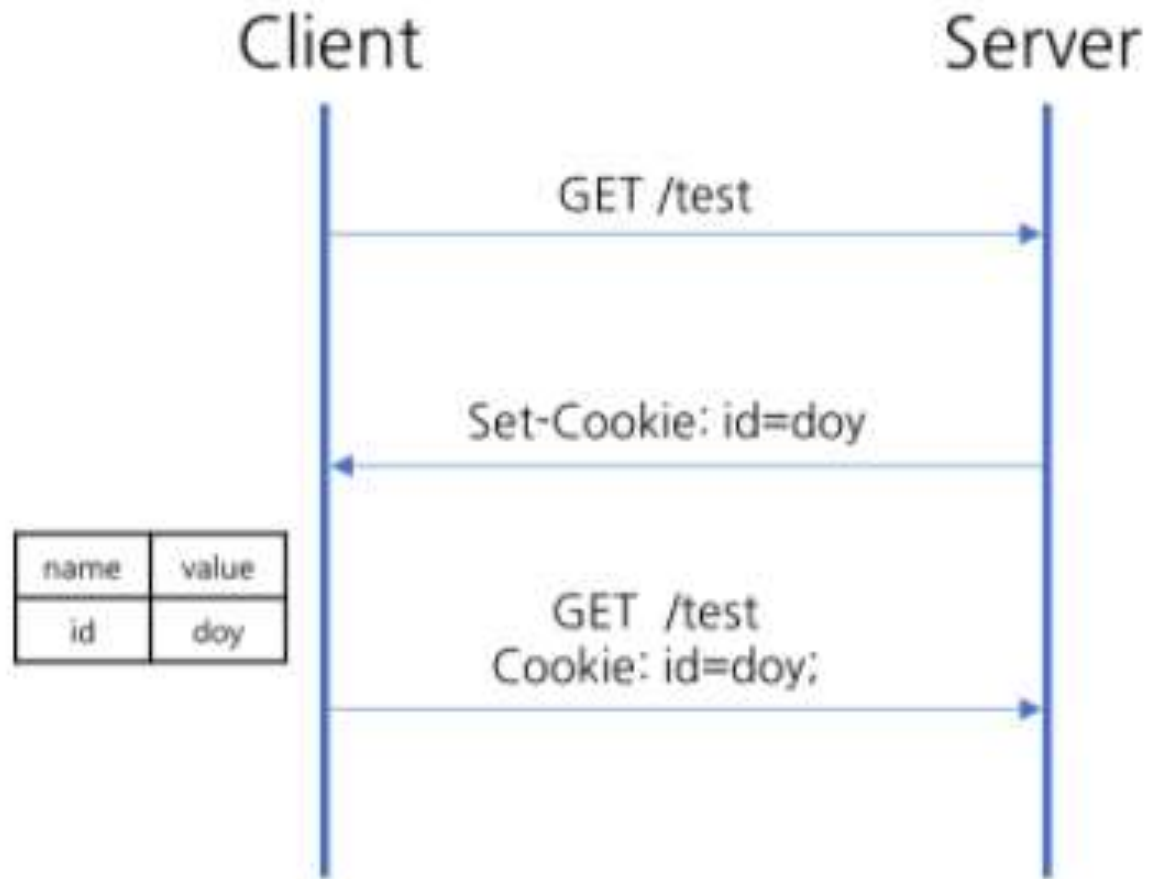 Client
Server
GET /test
Set-Cookie: id=doy
name value
id doy
GET /test
Cookie: id=doy;